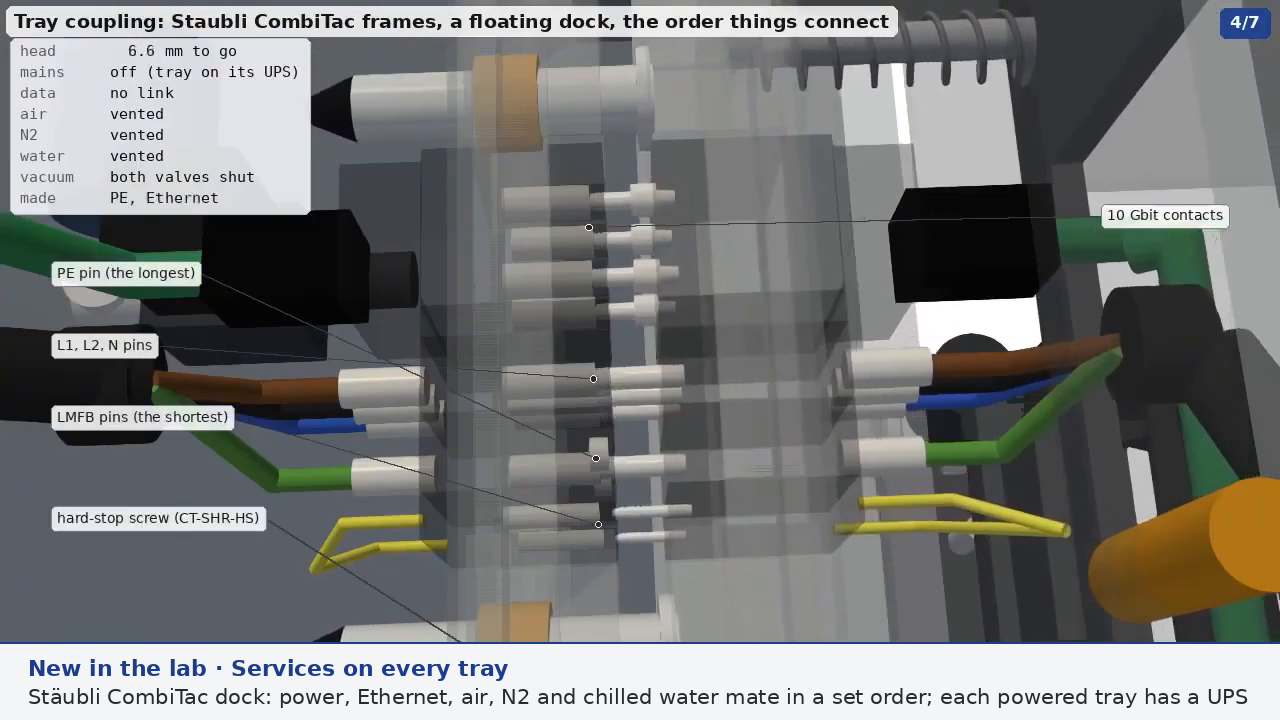 Tray coupling: Staubli CombiTac frames, a floating dock, the order things connect
4/7
head 6.6 mm to go
mains off (tray on its UPS)
data no link
air vented
N2 vented
water vented
vacuum both valves shut
made PE, Ethernet
10 Gbit contacts
PE pin (the longest)
L1, L2, N pins
LMFB pins (the shortest)
hard-stop screw (CT-SHR-HS)
New in the lab · Services on every tray
Stäubli CombiTac dock: power, Ethernet, air, N2 and chilled water mate in a set order; each powered tray has a UPS